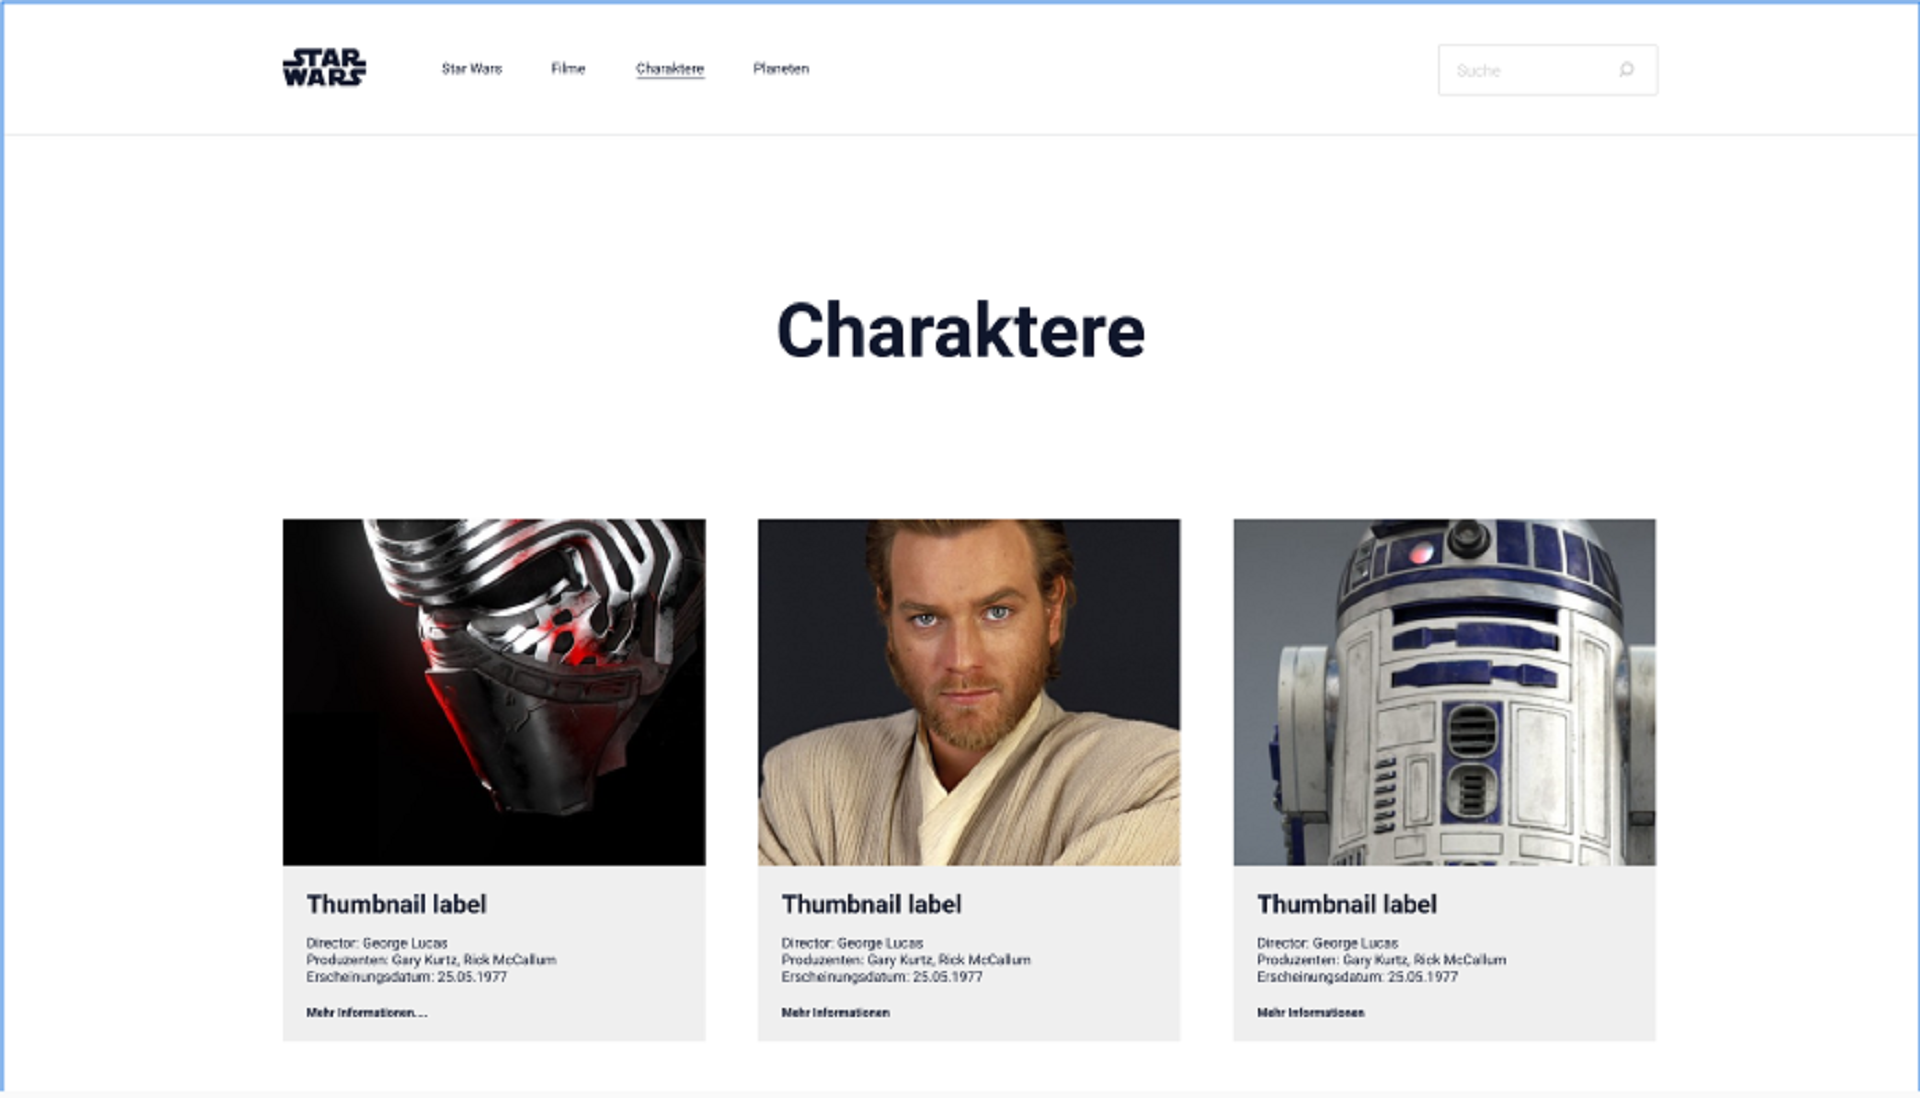 STAR
WARS
Star Wars
Filme
Charaktere
Planeten
Suche
Charaktere
Thumbnail label
Director: George Lucas
Produzenten: Gary Kurtz, Rick McCallum
Erscheinungsdatum: 25.05.1977
Mehr Informationen....
Thumbnail label
Director: George Lucas
Produzenten: Gary Kurtz, Rick McCallum
Erscheinungsdatum: 25.05.1977
Mehr Informationen
Thumbnail label
Director: George Lucas
Produzenten: Gary Kurtz, Rick McCallum
Erscheinungsdatum: 25.05.1977
Mehr Informationen